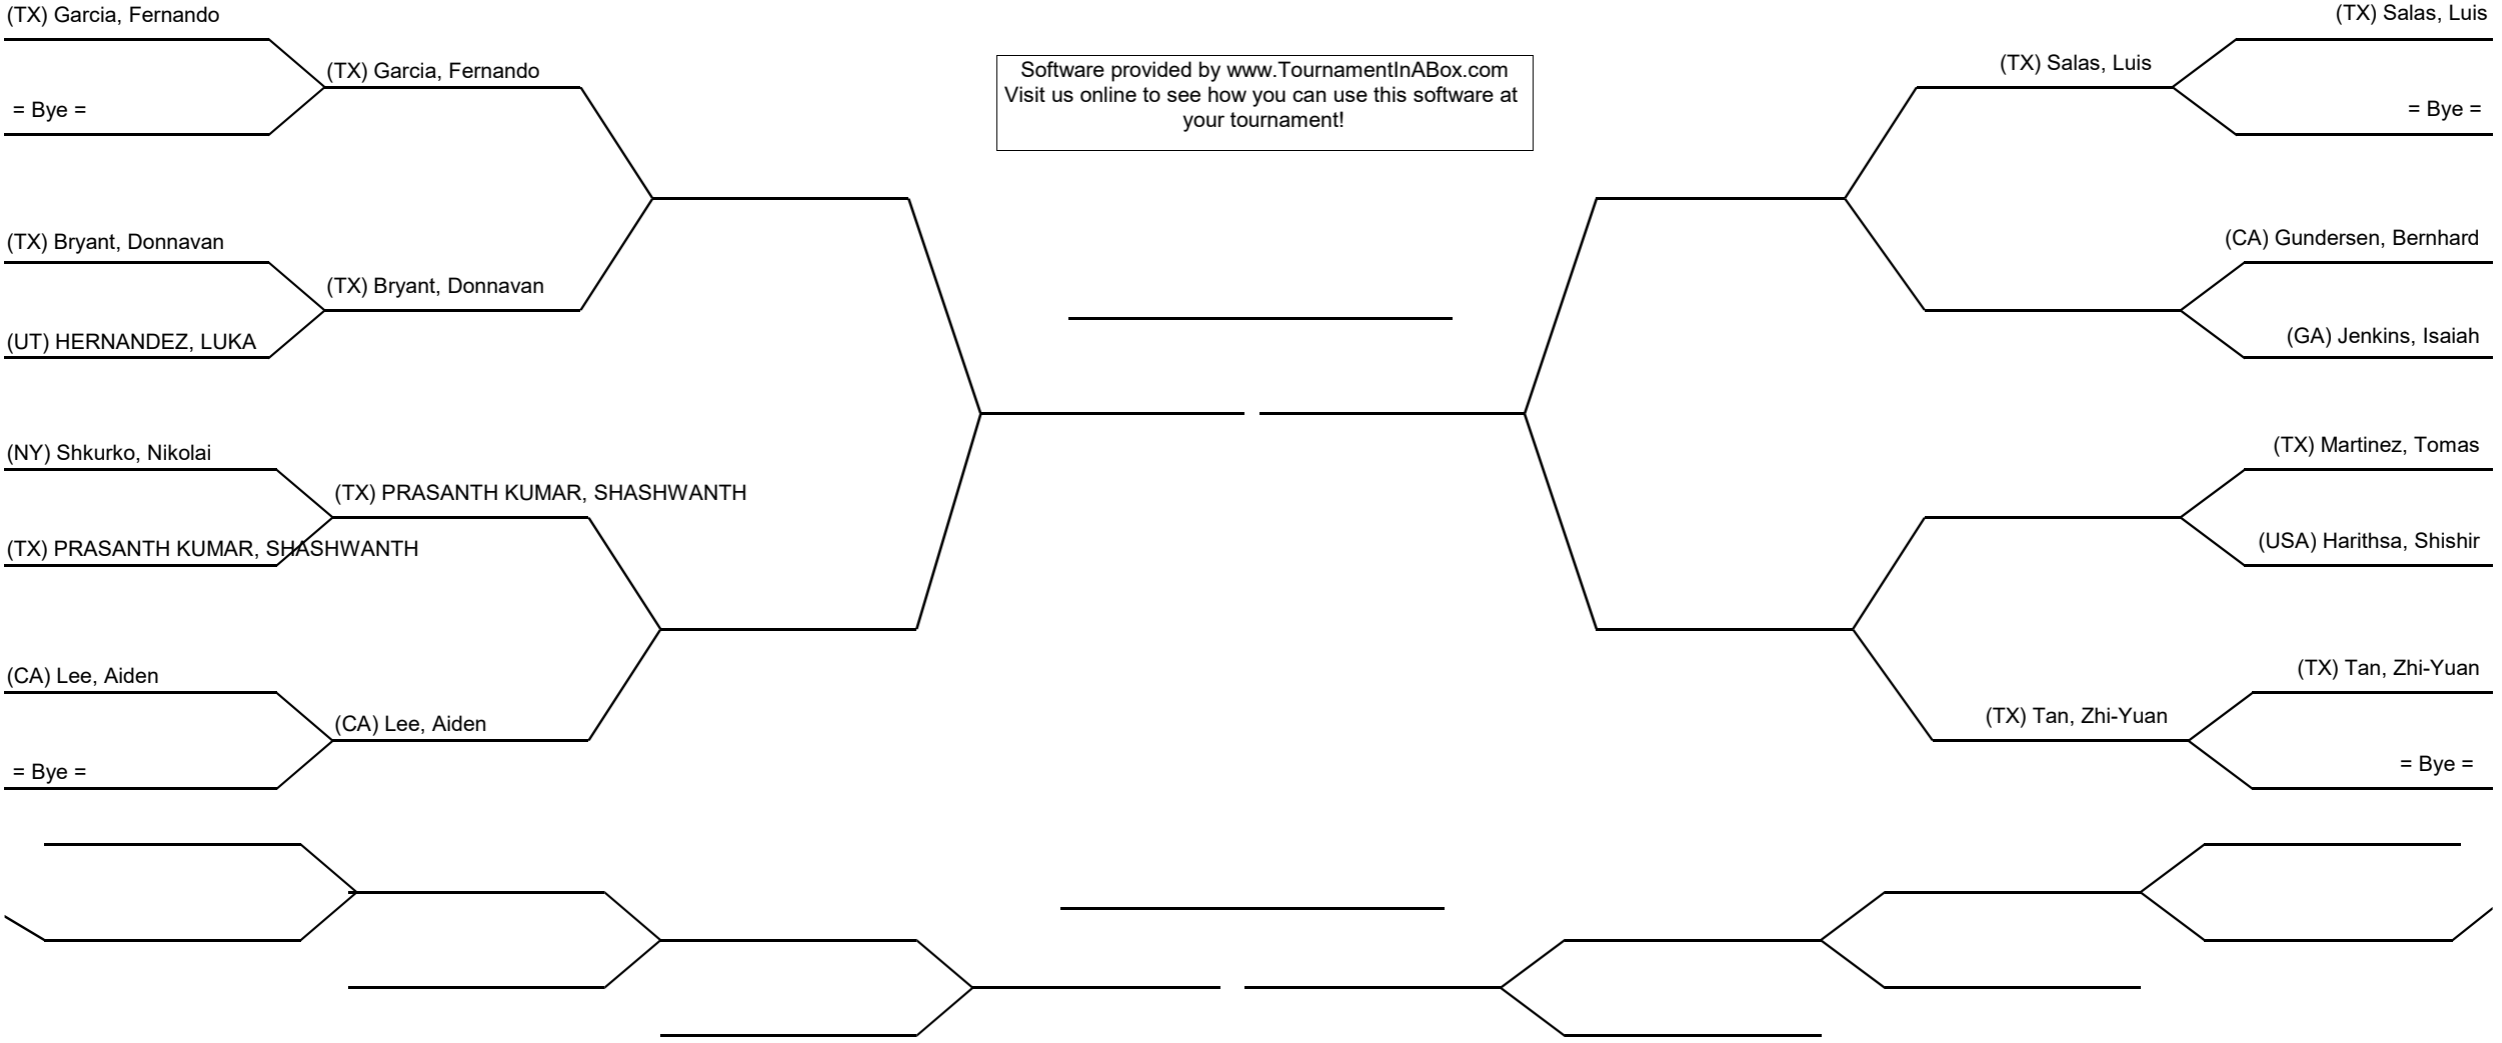 (TX) Garcia, Fernando
(TX) Garcia, Fernando
= Bye =
(TX) Bryant, Donnavan
(TX) Bryant, Donnavan
(UT) HERNANDEZ, LUKA
(NY) Shkurko, Nikolai
(TX) PRASANTH KUMAR, SHASHWANTH
(TX) PRASANTH KUMAR, SHASHWANTH
(CA) Lee, Aiden
(CA) Lee, Aiden
= Bye =
Software provided by www.TournamentInABox.com
Visit us online to see how you can use this software at
your tournament!
(TX) Salas, Luis
(TX) Salas, Luis
= Bye =
(CA) Gundersen, Bernhard
(GA) Jenkins, Isaiah
(TX) Martinez, Tomas
(USA) Harithsa, Shishir
(TX) Tan, Zhi-Yuan
(TX) Tan, Zhi-Yuan
= Bye =